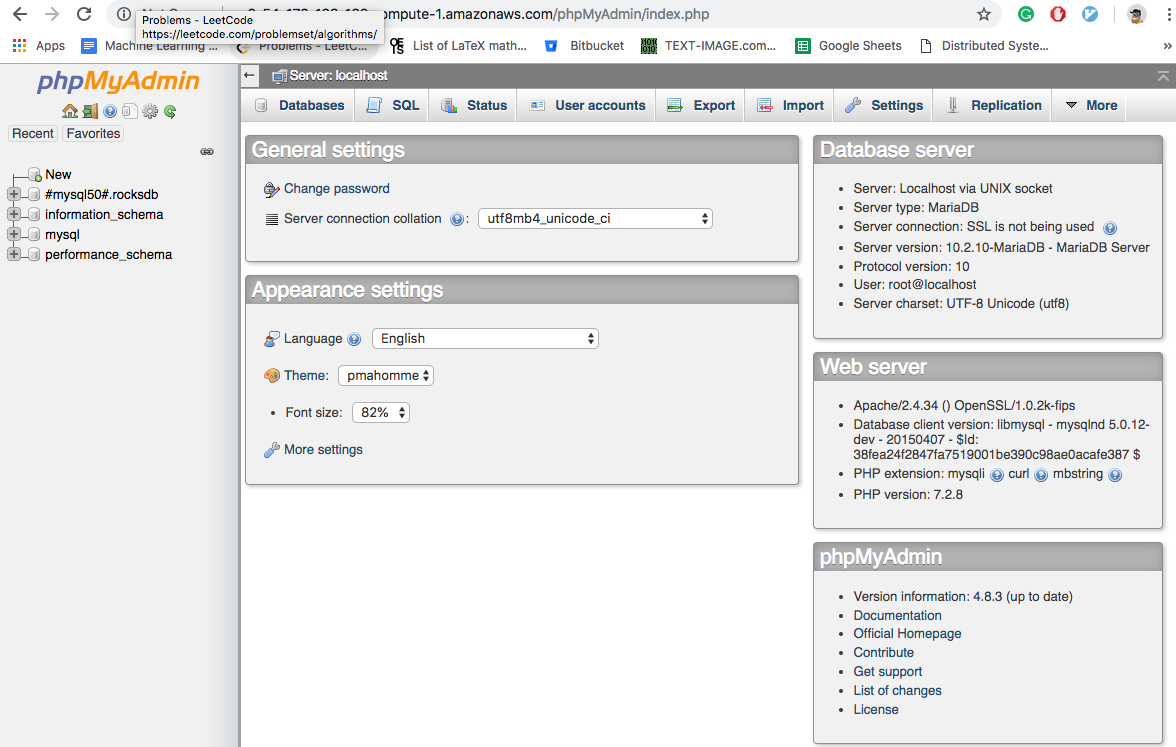 Problems - LeetCode
https://leetcode.com/problemset/algorithms/
compute-1.amazonaws.com/phpMyAdmin/index.php
Apps
Machine Learning ...
Problems - LeetC...
List of LaTeX math...
Bitbucket
TEXT-IMAGE.com...
Google Sheets
Distributed Syste...
»
phpMyAdmin
Recent
Favorites
New
#mysql50#.rocksdb
information_schema
mysql
performance_schema
Server: localhost
Databases
SQL
Status
User accounts
Export
Import
Settings
Replication
More
General settings
Change password
Server connection collation :
utf8mb4_unicode_ci
Appearance settings
Language
English
Theme:
pmahomme
• Font size:
82%
More settings
Database server
• Server: Localhost via UNIX socket
• Server type: MariaDB
• Server connection: SSL is not being used
• Server version: 10.2.10-MariaDB - MariaDB Server
• Protocol version: 10
• User: root@localhost
• Server charset: UTF-8 Unicode (utf8)
Web server
• Apache/2.4.34 () OpenSSL/1.0.2k-fips
• Database client version: libmysql - mysqlnd 5.0.12-
dev - 20150407 - $Id:
38fea24f2847fa7519001be390c98ae0acafe387 $
• PHP extension: mysqli curl mbstring
• PHP version: 7.2.8
phpMyAdmin
• Version information: 4.8.3 (up to date)
• Documentation
• Official Homepage
• Contribute
• Get support
• List of changes
• License